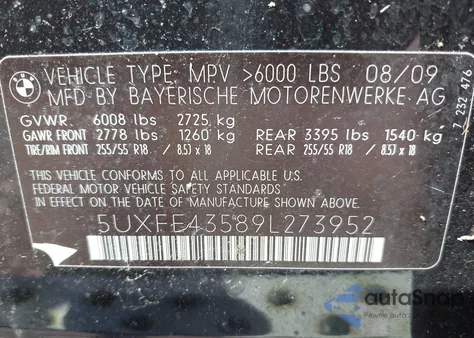 BMW
VEHICLE TYPE: MPV >6000 LBS 08/09
MFD BY BAYERISCHE MOTORENWERKE AG
GVWR. 6008 lbs 2725 kg
GAWR FRONT 2778 lbs 1260 kg REAR 3395 lbs 1540 kg
TIRE/RIM FRONT 255/55 R18 / 8.5J x 18 REAR 255/55 R18 / 8.5J x 18
THIS VEHICLE CONFORMS TO ALL APPLICABLE U.S.
FEDERAL MOTOR VEHICLE SAFETY STANDARDS IN
EFFECT ON THE DATE OF MANUFACTURE SHOWN ABOVE.
5UXFE43589L273952
7 232 476
autoSnap